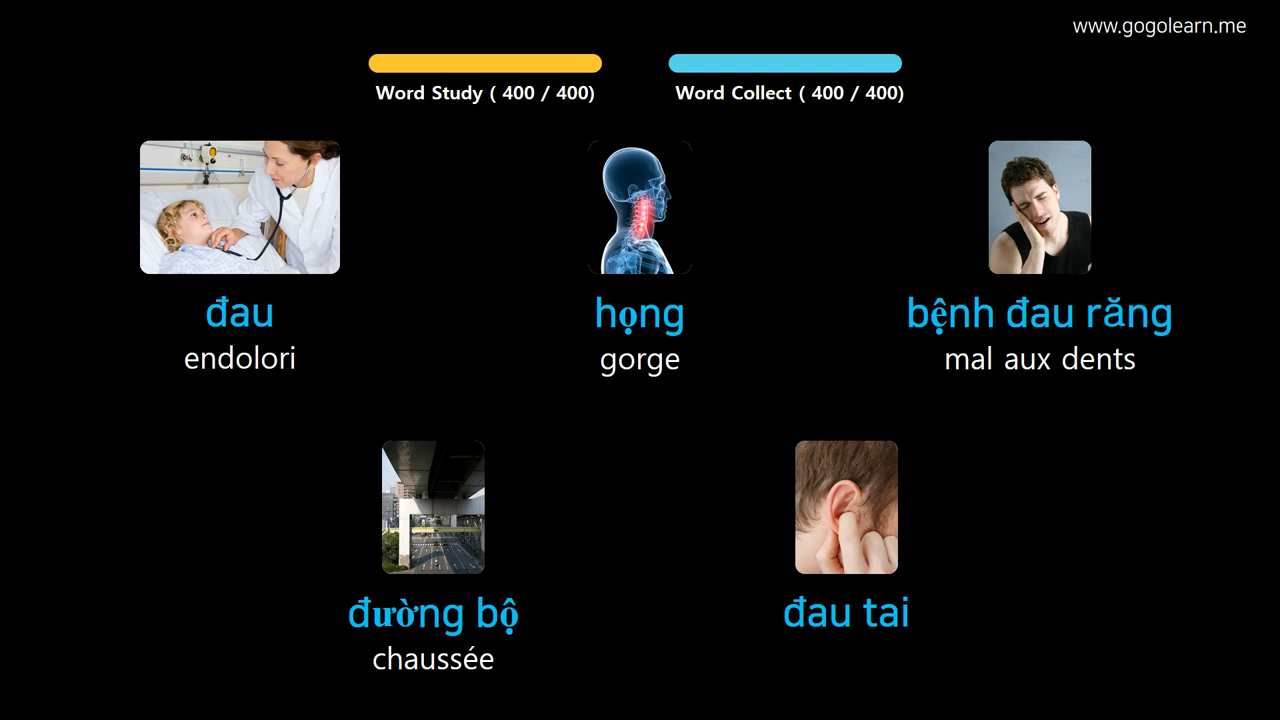 www.gogolearn.me
Word Study ( 400 / 400)
Word Collect ( 400 / 400)
đau
endolori
họng
gorge
bệnh đau răng
mal aux dents
đường bộ
chaussée
đau tai